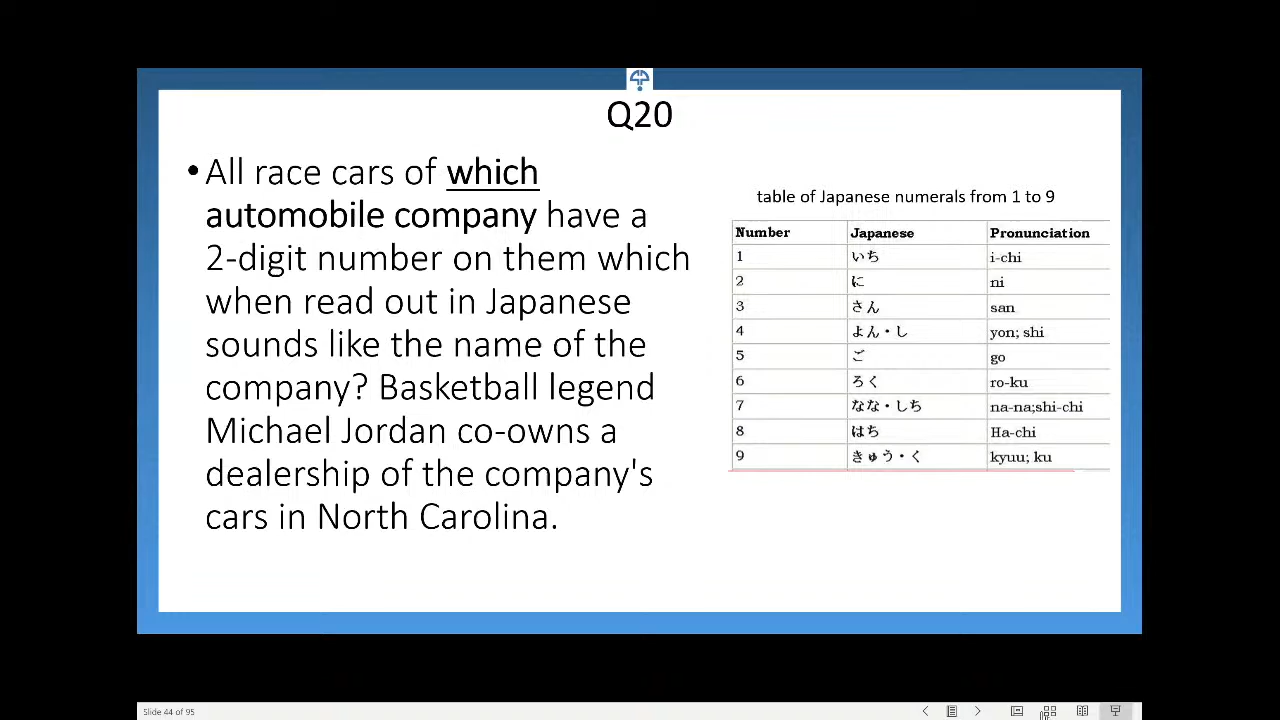 Q20
•All race cars of which
automobile company have a
2-digit number on them which
when read out in Japanese
sounds like the name of the
company? Basketball legend
Michael Jordan co-owns a
dealership of the company's
cars in North Carolina.
table of Japanese numerals from 1 to 9
Number Japanese Pronunciation
1 いち i-chi
2 に ni
3 さん san
4 よん・し yon; shi
5 ご go
6 ろく ro-ku
7 なな・しち na-na;shi-chi
8 はち Ha-chi
9 きゅう・く kyuu; ku
Slide 44 of 95